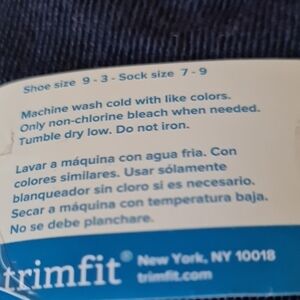 Shoe size 9 - 3 - Sock size 7 - 9
Machine wash cold with like colors.
Only non-chlorine bleach when needed.
Tumble dry low. Do not iron.
Lavar a máquina con agua fria. Con
colores similares. Usar sólamente
blanqueador sin cloro si es necesario.
Secar a máquina con temperatura baja.
No se debe planchare.
trimfit® New York, NY 10018
trimfit.com